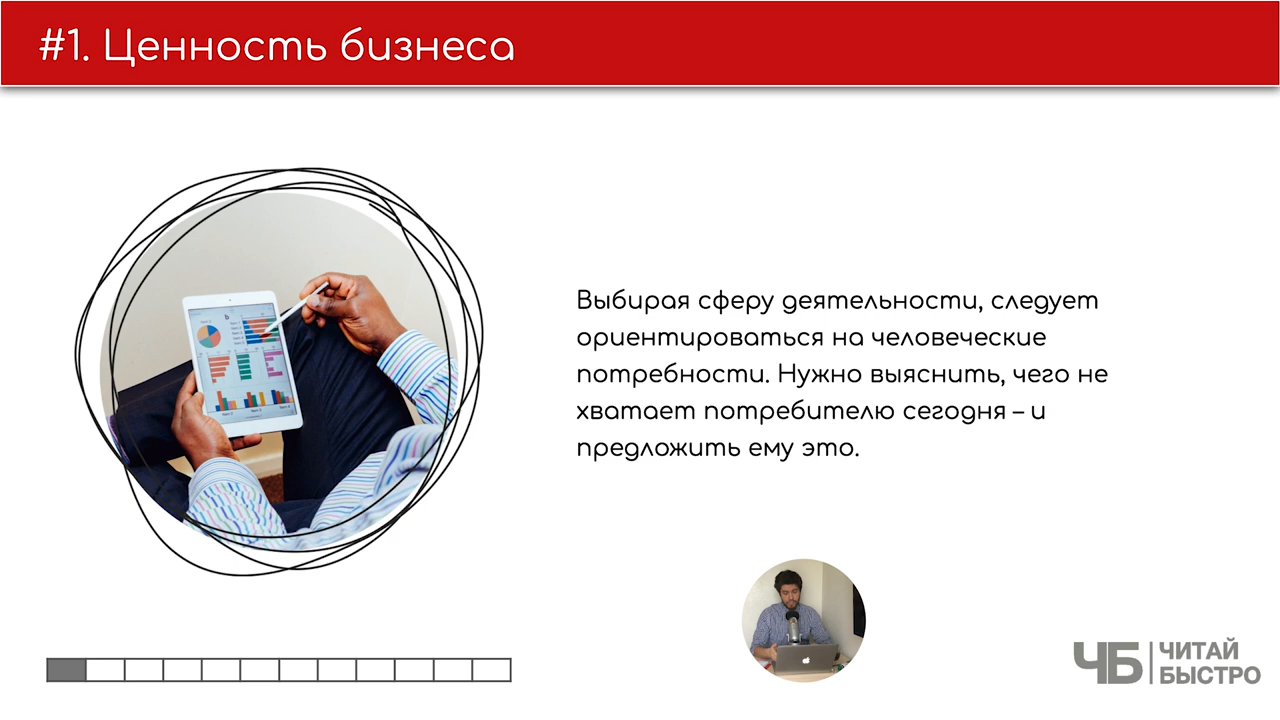 #1. Ценность бизнеса
Выбирая сферу деятельности, следует
ориентироваться на человеческие
потребности. Нужно выяснить, чего не
хватает потребителю сегодня – и
предложить ему это.
ЧБ
ЧИТАЙ
БЫСТРО